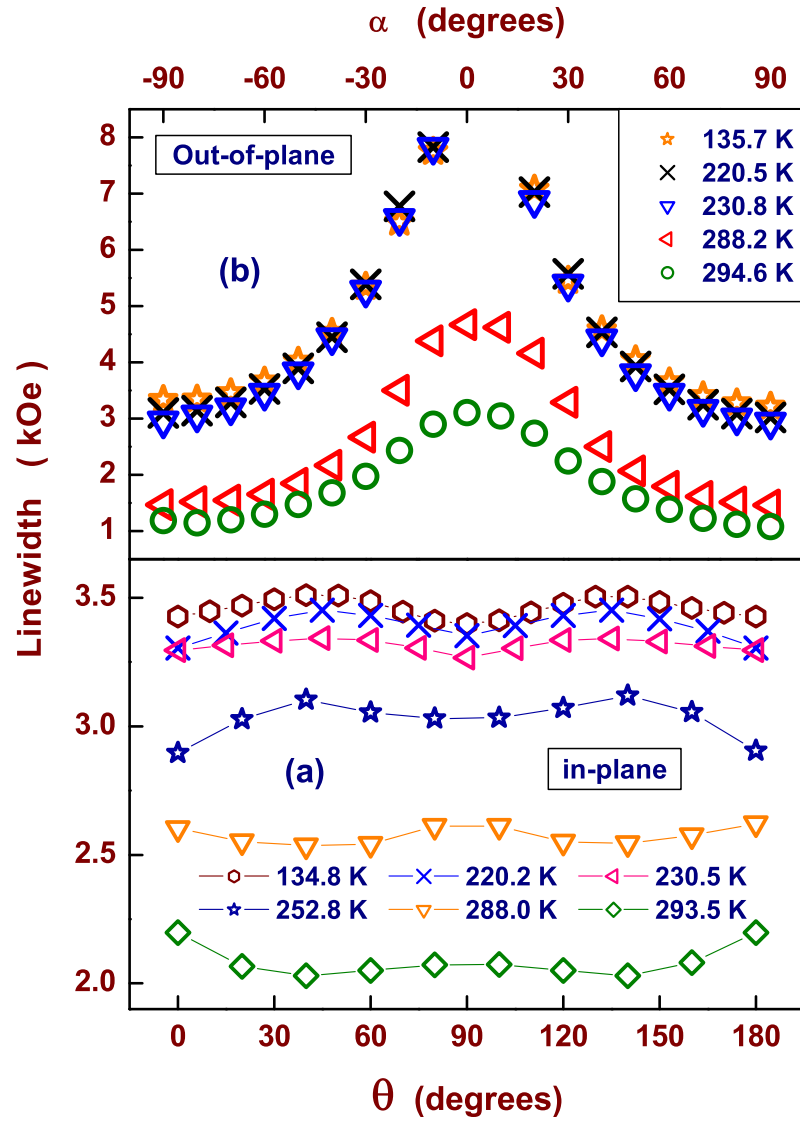 α (degrees)
-90 -60 -30 0 30 60 90
Out-of-plane
(b)
135.7 K
220.5 K
230.8 K
288.2 K
294.6 K
8
7
6
5
4
3
2
1
Linewidth ( kOe)
3.5
3.0
2.5
2.0
(a)
in-plane
134.8 K 220.2 K 230.5 K
252.8 K 288.0 K 293.5 K
0 30 60 90 120 150 180
θ (degrees)